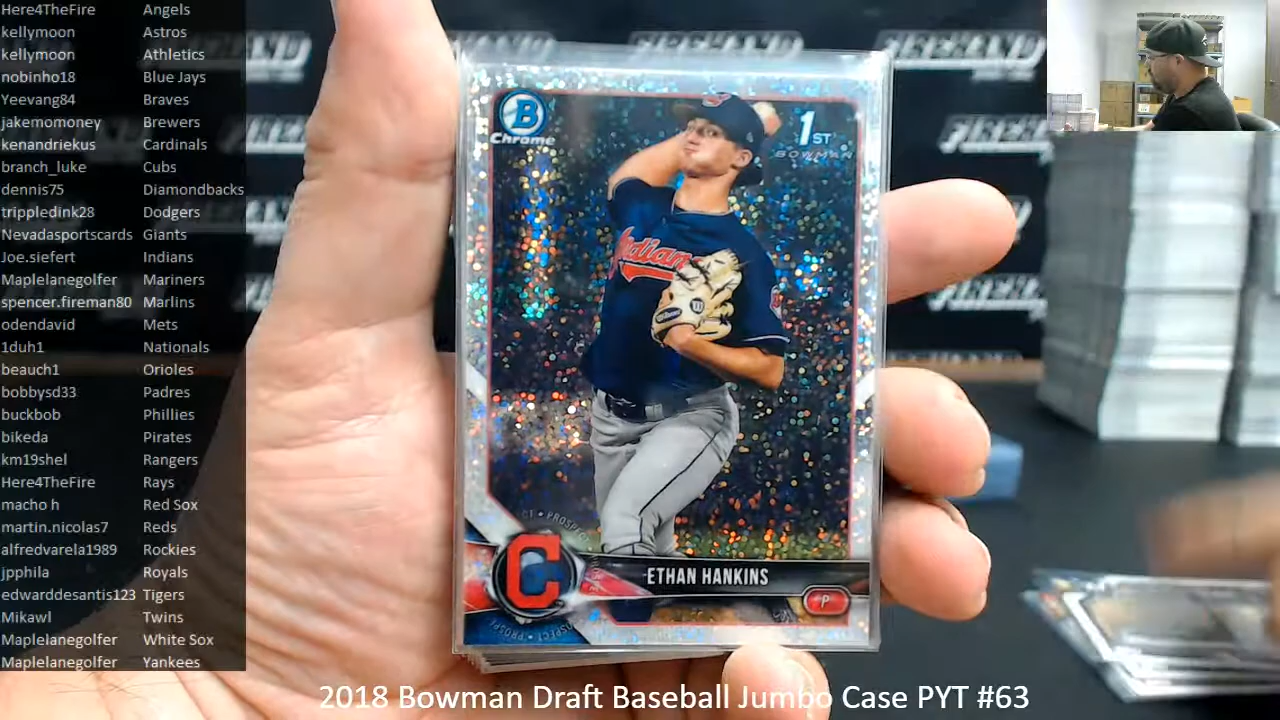 Here4TheFire Angels
kellymoon Astros
kellymoon Athletics
nobinho18 Blue Jays
Yeevang84 Braves
jakemomoney Brewers
kenandriekus Cardinals
branch_luke Cubs
dennis75 Diamondbacks
trippledink28 Dodgers
Nevadasportscards Giants
Joe.siefert Indians
Maplelanegolfer Mariners
spencer.fireman80 Marlins
odendavid Mets
1duh1 Nationals
beauch1 Orioles
bobbysd33 Padres
buckbob Phillies
bikeda Pirates
km19shel Rangers
Here4TheFire Rays
macho h Red Sox
martin.nicolas7 Reds
alfredvarela1989 Rockies
jpphila Royals
edwarddesantis123 Tigers
Mikawl Twins
Maplelanegolfer White Sox
Maplelanegolfer Yankees
B
Chrome
1ST
BOWMAN
Indians
C
ETHAN HANKINS
P
2018 Bowman Draft Baseball Jumbo Case PYT #63